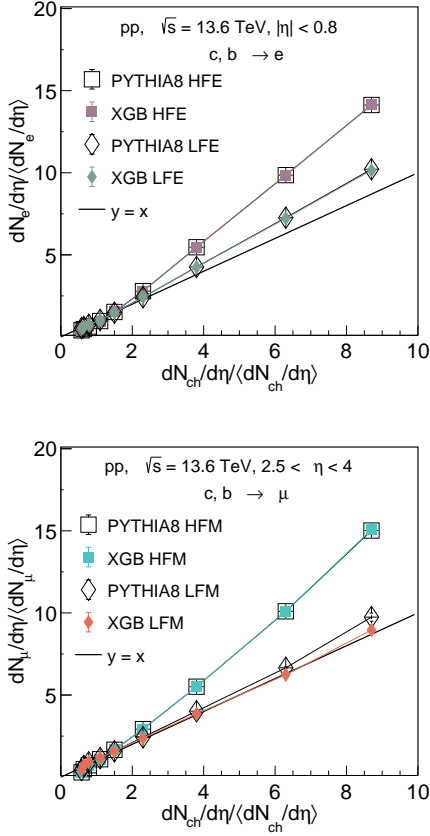 20
pp, √s = 13.6 TeV, |η| < 0.8
c, b → e
PYTHIA8 HFE
XGB HFE
PYTHIA8 LFE
XGB LFE
y = x
15
10
5
0 2 4 6 8 10
dNₑ/dη/⟨dNₑ/dη⟩
dN_ch/dη/⟨dN_ch/dη⟩
20
pp, √s = 13.6 TeV, 2.5 < η < 4
c, b → μ
PYTHIA8 HFM
XGB HFM
PYTHIA8 LFM
XGB LFM
y = x
15
10
5
0 2 4 6 8 10
dN_μ/dη/⟨dN_μ/dη⟩
dN_ch/dη/⟨dN_ch/dη⟩